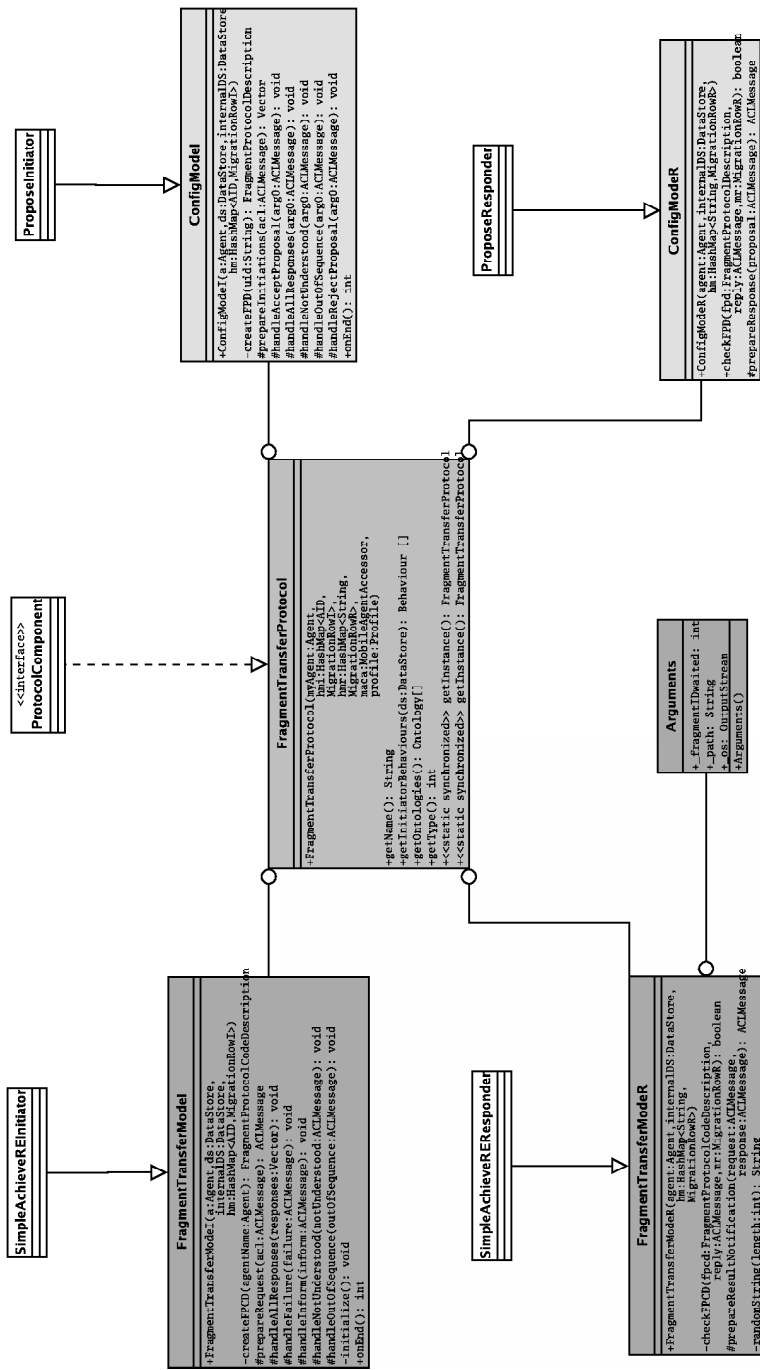 ProposeInitiator
ConfigModeI
+ConfigModeI(a:Agent,ds:DataStore,internalDS:DataStore
hm:HashMap<AID,MigrationRowI>)
-createFPD(uid:String): FragmentProtocolDescription
#prepareInitiations(acl:ACLMessage): Vector
#handleAcceptProposal(arg0:ACLMessage): void
#handleAllResponses(arg0:ACLMessage): void
#handleNotUnderstood(arg0:ACLMessage): void
#handleOutOfSequence(arg0:ACLMessage): void
#handleRejectProposal(arg0:ACLMessage): void
+onEnd(): int
ProposeResponder
ConfigModeR
+ConfigModeR(agent:Agent,internalDS:DataStore,
hm:HashMap<String,MigrationRowR>)
+checkFPD(fpd:FragmentProtocolDescription,
reply:ACLMessage,mr:MigrationRowR): boolean
#prepareResponse(proposal:ACLMessage): ACLMessage
<<interface>>
ProtocolComponent
FragmentTransferProtocol
+FragmentTransferProtocol(myAgent:Agent,
hmi:HashMap<AID,
MigrationRowI>,
hmr:HashMap<String,
MigrationRowR>,
maca:MobileAgentAccessor,
profile:Profile)
+getName(): String
+getInitiatorBehaviours(ds:DataStore): Behaviour []
+getOntologies(): Ontology[]
+getType(): int
+<<static synchronized>> getInstance(): FragmentTransferProtocol
+<<static synchronized>> getInstance(): FragmentTransferProtocol
Arguments
+_fragmentIDwaited: int
+_path: String
+_os: OutputStream
+Arguments()
SimpleAchieveREInitiator
FragmentTransferModeI
+FragmentTransferModeI(a:Agent,ds:DataStore,
internalDS:DataStore,
hm:HashMap<AID,MigrationRowI>)
-createFPCD(agentName:Agent): FragmentProtocolCodeDescription
#prepareRequest(acl:ACLMessage): ACLMessage
#handleAllResponses(responses:Vector): void
#handleFailure(failure:ACLMessage): void
#handleInform(inform:ACLMessage): void
#handleNotUnderstood(notUnderstood:ACLMessage): void
#handleOutOfSequence(outOfSequence:ACLMessage): void
-initialize(): void
+onEnd(): int
SimpleAchieveREResponder
FragmentTransferModeR
+FragmentTransferModeR(agent:Agent,internalDS:DataStore,
hm:HashMap<String,
MigrationRowR>)
-checkFPCD(fpcd:FragmentProtocolCodeDescription,
reply:ACLMessage,mr:MigrationRowR): boolean
#prepareResultNotification(request:ACLMessage,
response:ACLMessage): ACLMessage
-randomString(length:int): String